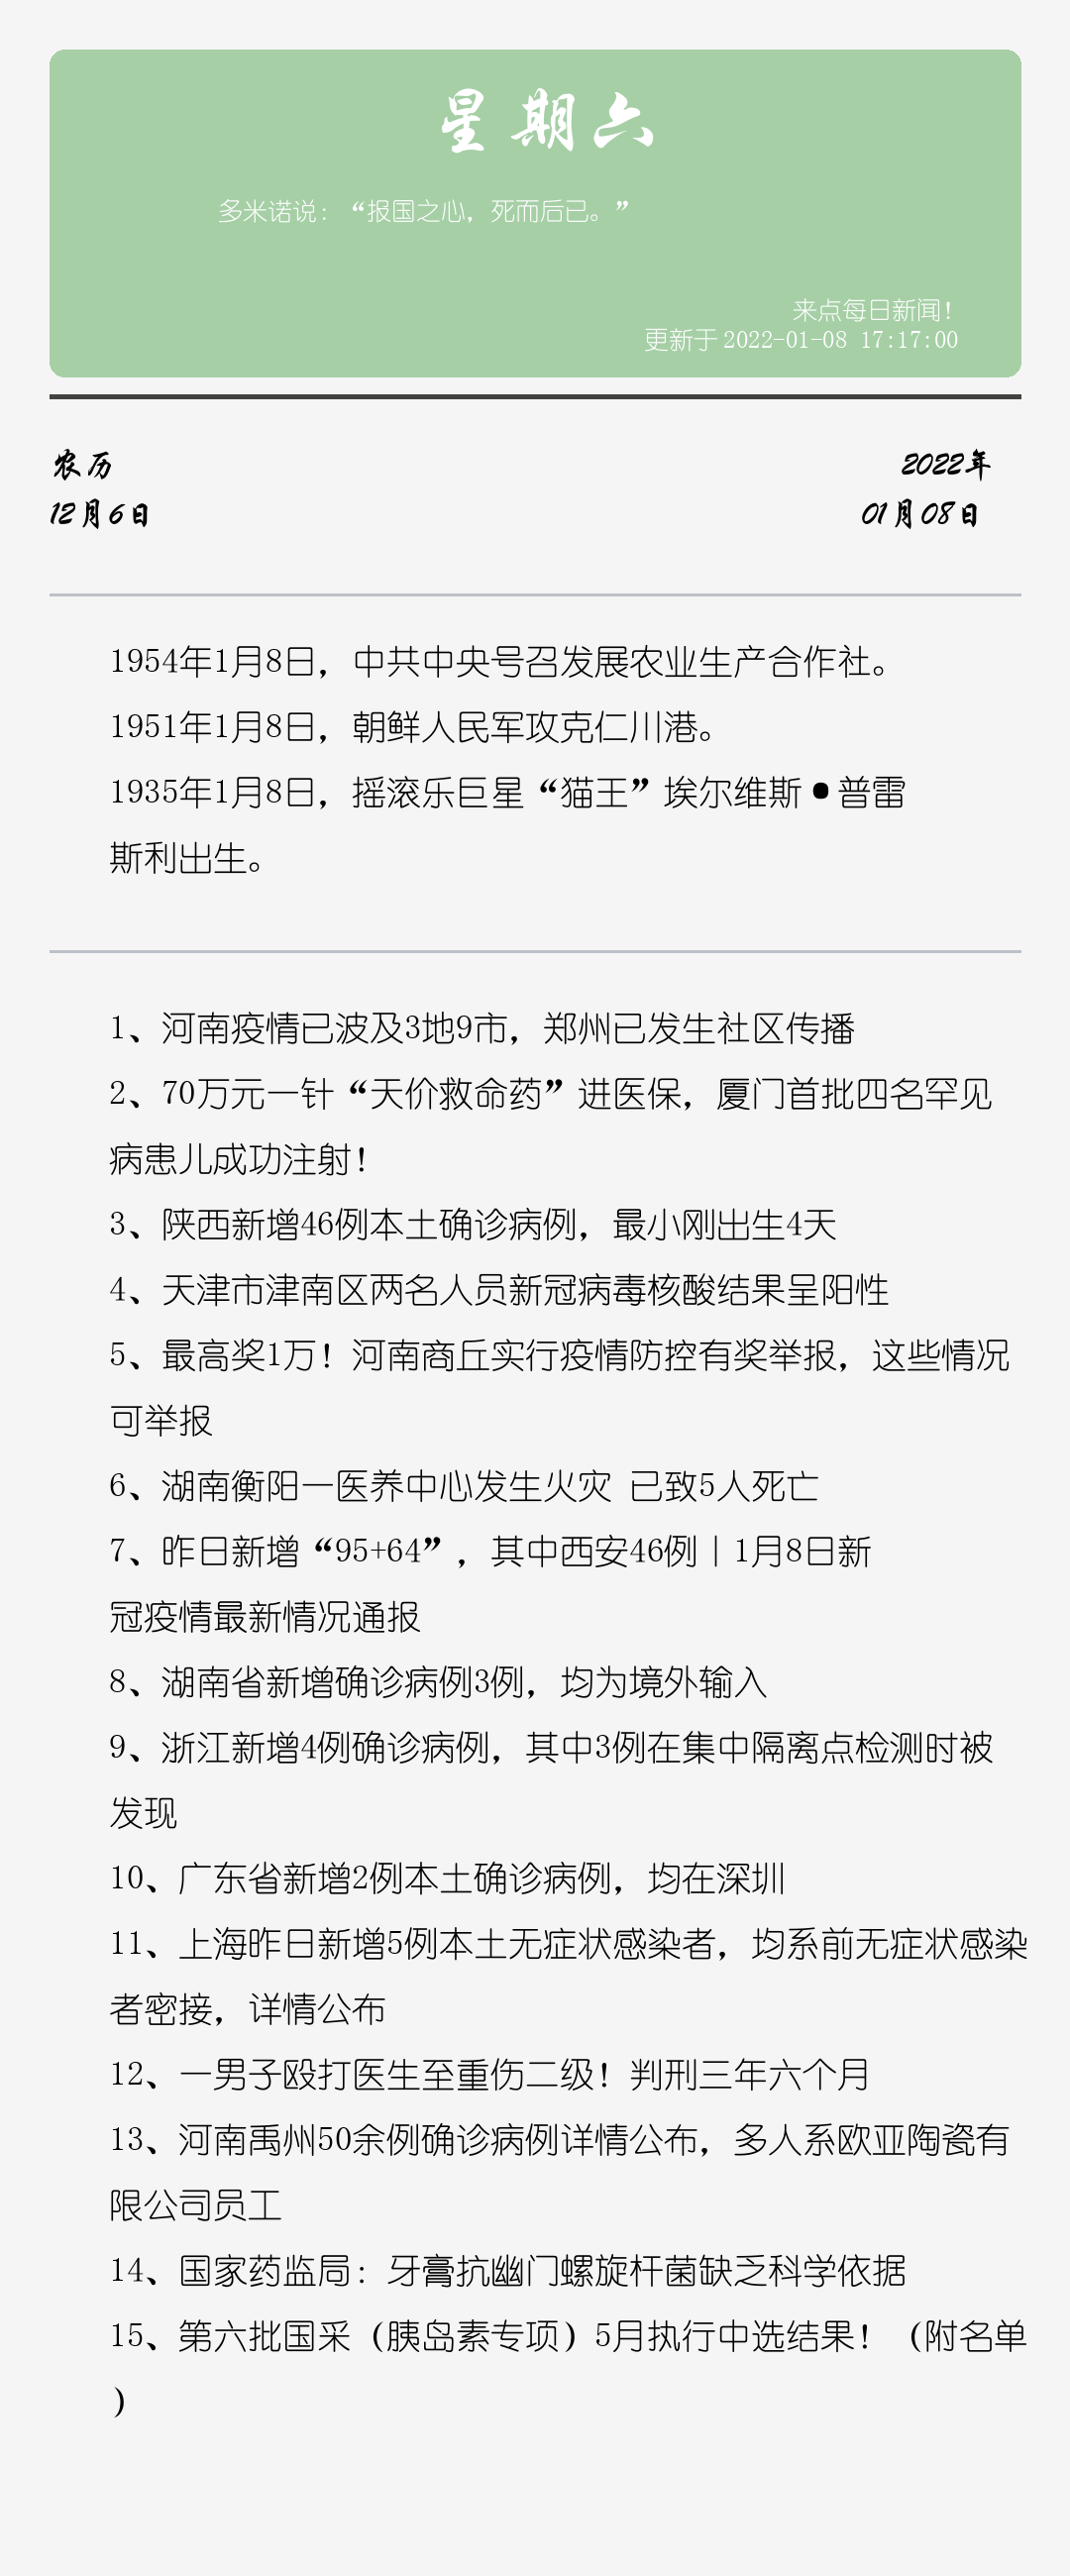 星期六
多米诺说：“报国之心，死而后已。”
来点每日新闻！
更新于2022-01-08 17:17:00
农历
2022年
12月6日
01月08日
1954年1月8日，中共中央号召发展农业生产合作社。
1951年1月8日，朝鲜人民军攻克仁川港。
1935年1月8日，摇滚乐巨星“猫王”埃尔维斯•普雷
斯利出生。
1、河南疫情已波及3地9市，郑州已发生社区传播
2、70万元一针“天价救命药”进医保，厦门首批四名罕见
病患儿成功注射！
3、陕西新增46例本土确诊病例，最小刚出生4天
4、天津市津南区两名人员新冠病毒核酸结果呈阳性
5、最高奖1万！河南商丘实行疫情防控有奖举报，这些情况
可举报
6、湖南衡阳一医养中心发生火灾 已致5人死亡
7、昨日新增“95+64”，其中西安46例｜1月8日新
冠疫情最新情况通报
8、湖南省新增确诊病例3例，均为境外输入
9、浙江新增4例确诊病例，其中3例在集中隔离点检测时被
发现
10、广东省新增2例本土确诊病例，均在深圳
11、上海昨日新增5例本土无症状感染者，均系前无症状感染
者密接，详情公布
12、一男子殴打医生至重伤二级！判刑三年六个月
13、河南禹州50余例确诊病例详情公布，多人系欧亚陶瓷有
限公司员工
14、国家药监局：牙膏抗幽门螺旋杆菌缺乏科学依据
15、第六批国采（胰岛素专项）5月执行中选结果！（附名单
）